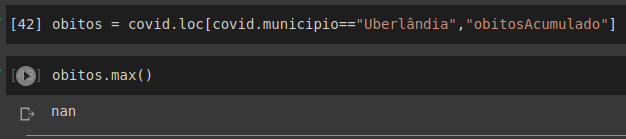 [42] obitos = covid.loc[covid.municipio=="Uberlândia","obitosAcumulado"]
obitos.max()
nan